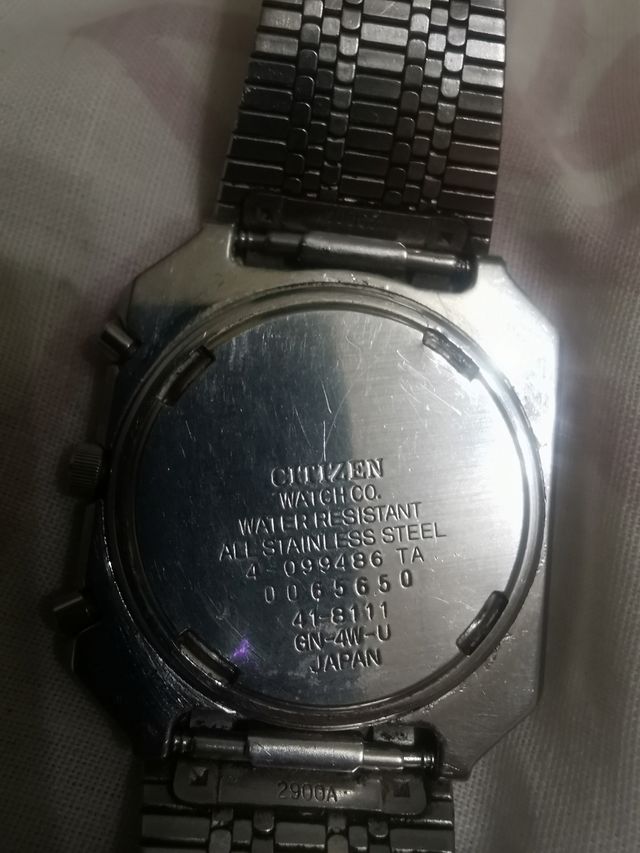 CITIZEN
WATCH CO.
WATER RESISTANT
ALL STAINLESS STEEL
4-099486 TA
0065650
41-8111
GN-4W-U
JAPAN
2900A